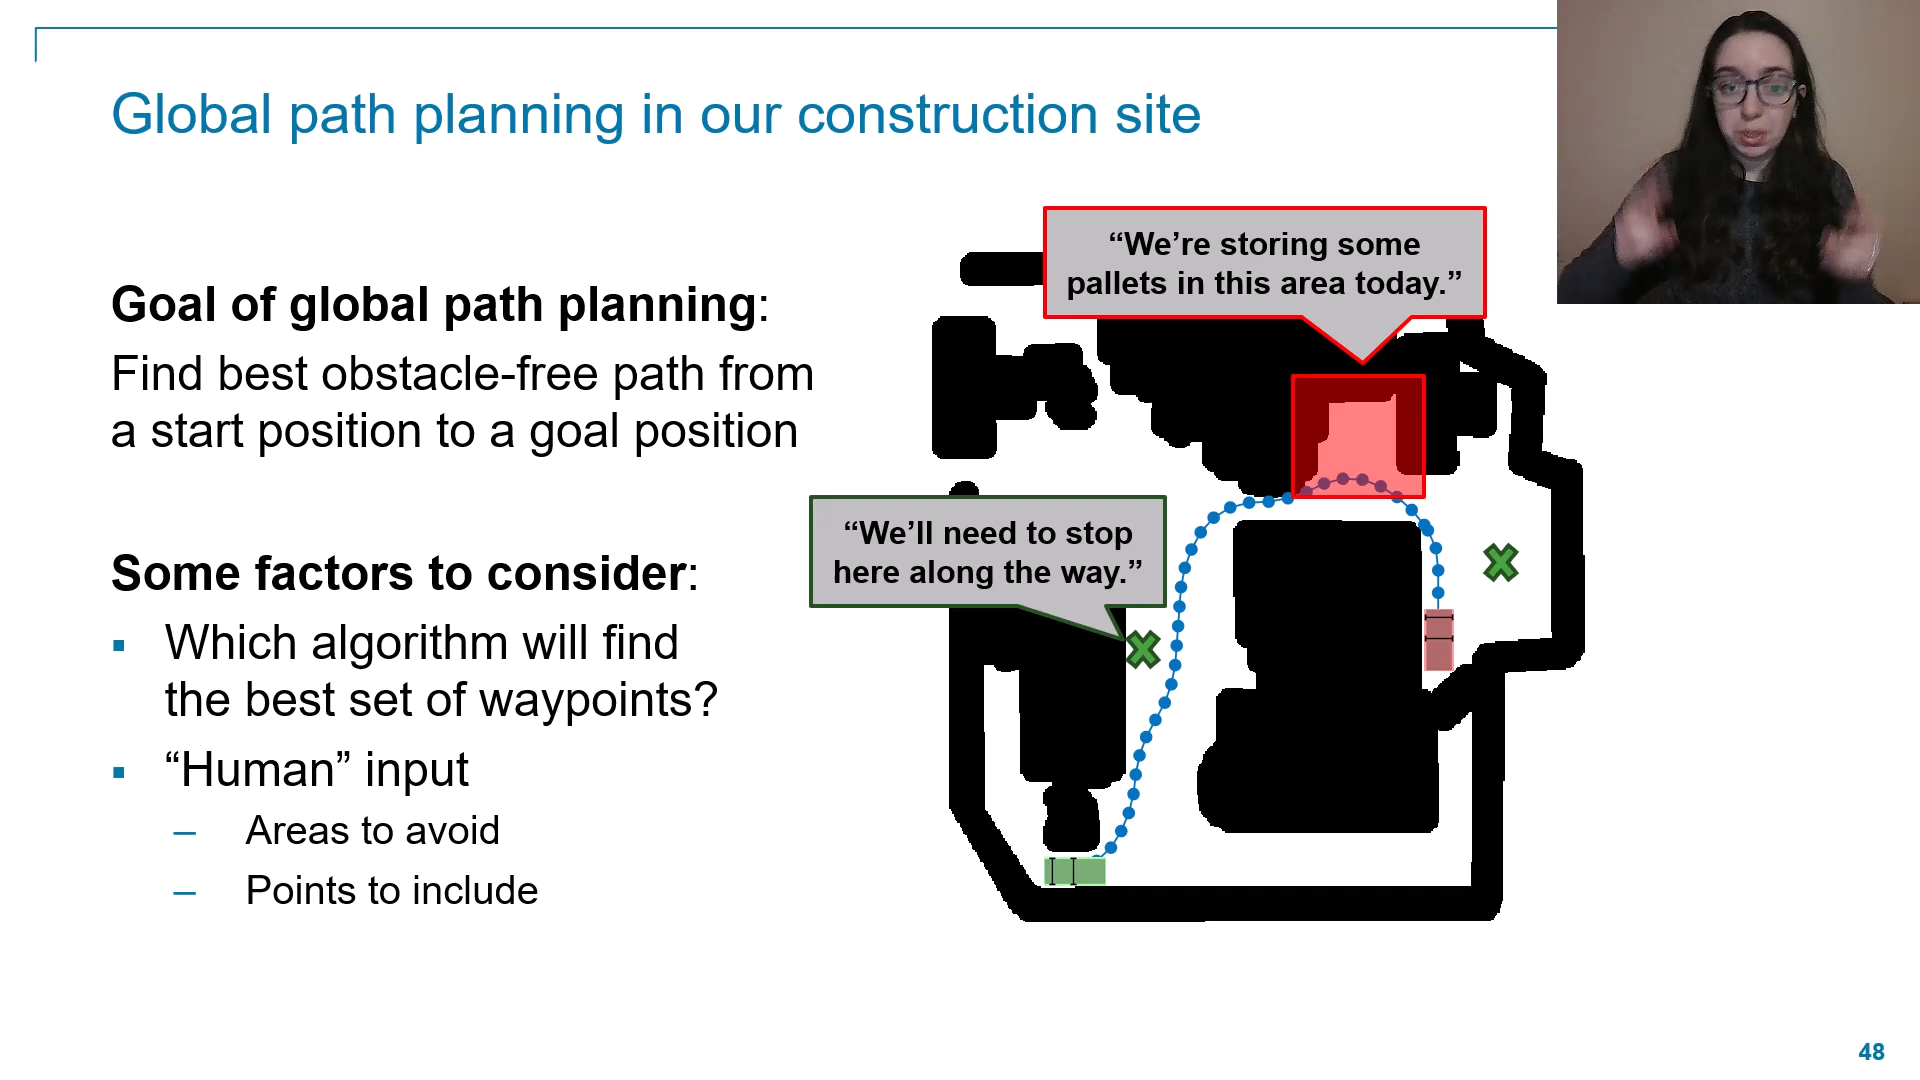 Global path planning in our construction site
Goal of global path planning:
Find best obstacle-free path from
a start position to a goal position
Some factors to consider:
▪ Which algorithm will find
the best set of waypoints?
▪ “Human” input
– Areas to avoid
– Points to include
“We’re storing some
pallets in this area today.”
“We’ll need to stop
here along the way.”
48